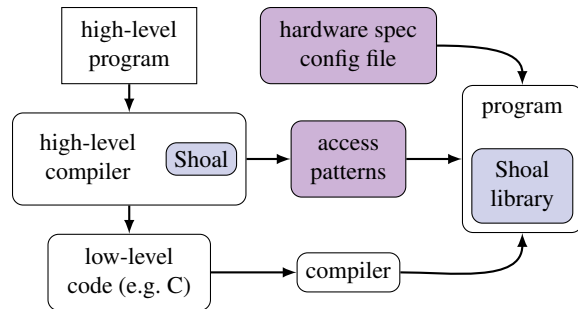 high-level
program
hardware spec
config file
program
high-level
compiler
Shoal
access
patterns
Shoal
library
low-level
code (e.g. C)
compiler